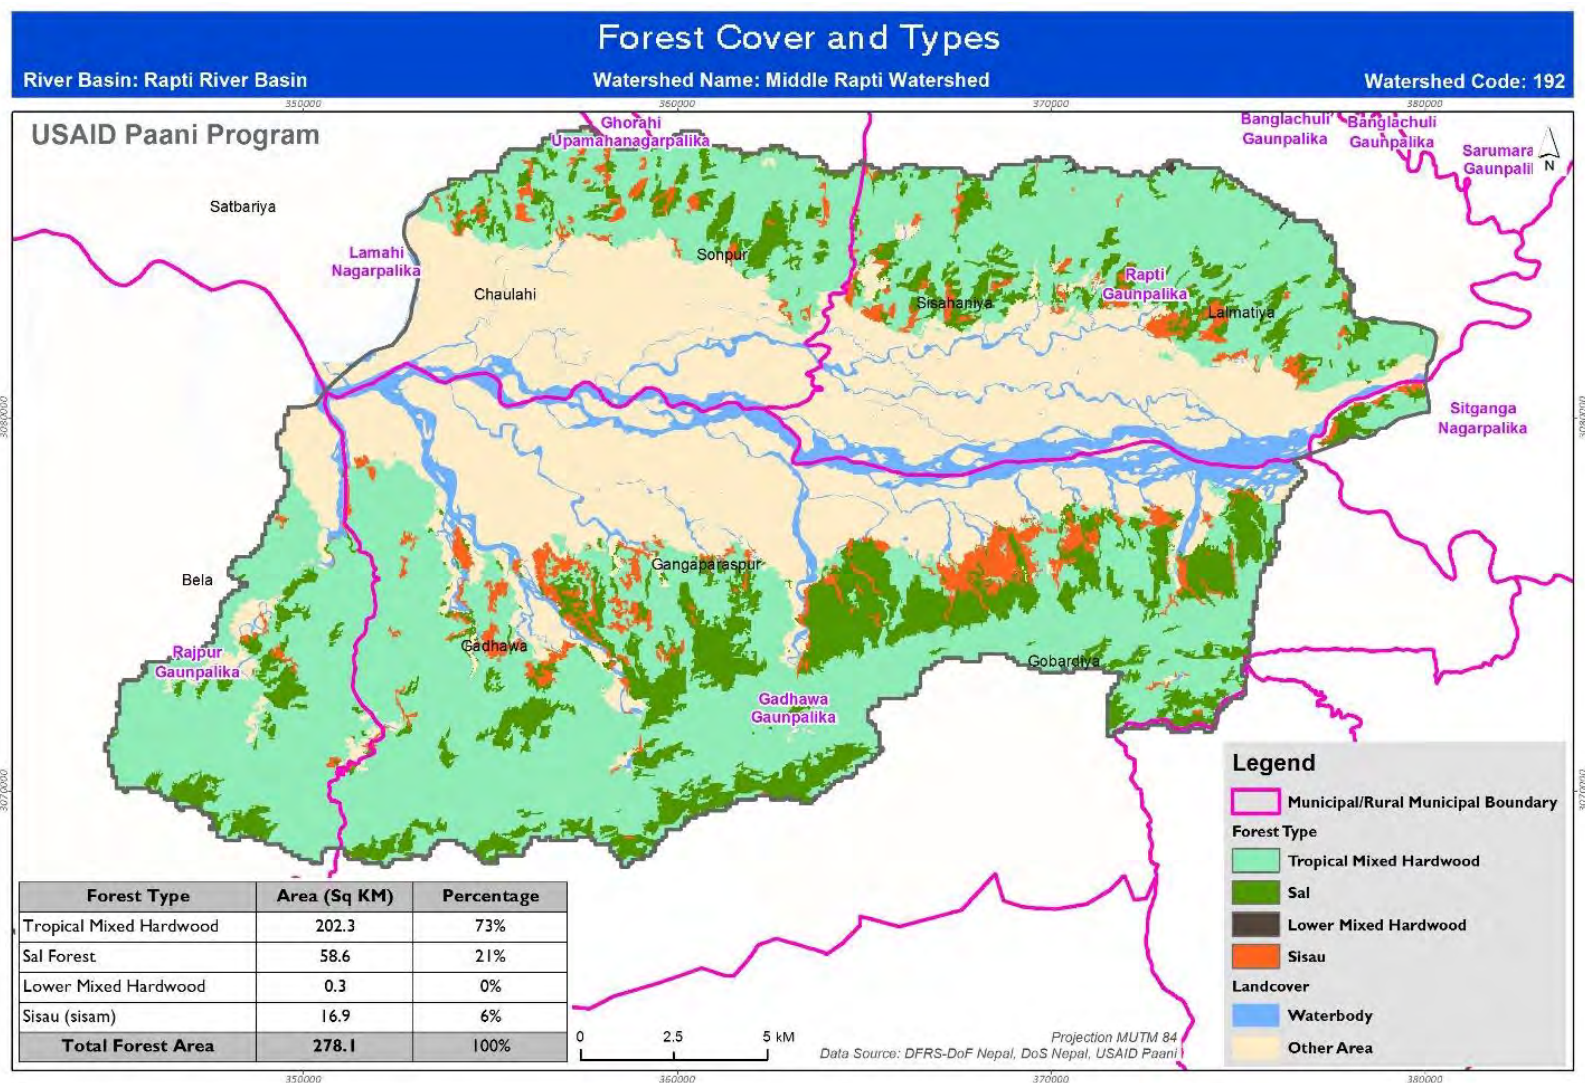 Forest Cover and Types
River Basin: Rapti River Basin
Watershed Name: Middle Rapti Watershed
Watershed Code: 192
350000
360000
370000
380000
USAID Paani Program
Ghorahi
Upamahanagarpalika
Banglachuli
Gaunpalika
Banglachuli
Gaunpalika
Sarumara
Gaunpali
N
Satbariya
Lamahi
Nagarpalika
Sonpur
Chaulahi
Rapti
Gaunpalika
Sisahaniya
Lalmatiya
3080000
3080000
Sitganga
Nagarpalika
Gangaparaspur
Bela
Gadhawa
Rajpur
Gaunpalika
Gobardiya
Gadhawa
Gaunpalika
3070000
3070000
Legend
Municipal/Rural Municipal Boundary
Forest Type
Tropical Mixed Hardwood
Sal
Lower Mixed Hardwood
Sisau
Landcover
Waterbody
Other Area
Forest Type Area (Sq KM) Percentage
Tropical Mixed Hardwood 202.3 73%
Sal Forest 58.6 21%
Lower Mixed Hardwood 0.3 0%
Sisau (sisam) 16.9 6%
Total Forest Area 278.1 100%
0 2.5 5 kM
Projection MUTM 84
Data Source: DFRS-DoF Nepal, DoS Nepal, USAID Paani
350000
360000
370000
380000